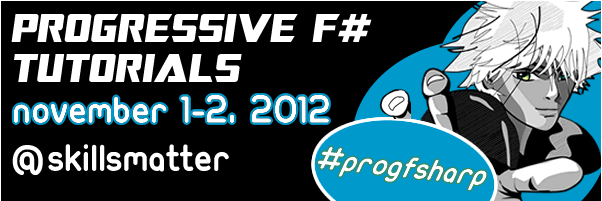 PROGRESSIVE F#
TUTORIALS
november 1-2, 2012
@skillsmatter
#progfsharp